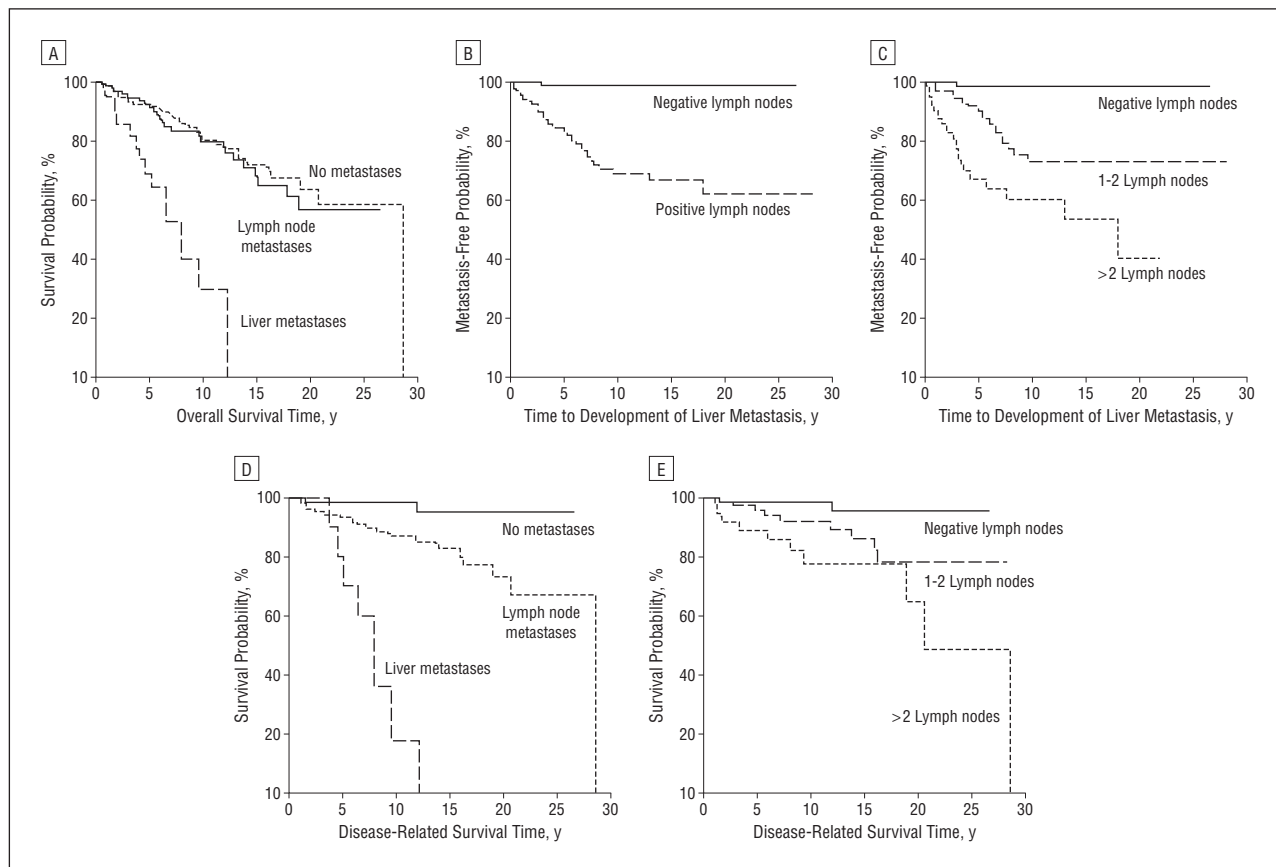 A
100
80
60
40
20
10
0
5
10
15
20
25
30
Survival Probability, %
Overall Survival Time, y
No metastases
Lymph node
metastases
Liver metastases
B
100
80
60
40
20
10
0
5
10
15
20
25
30
Metastasis-Free Probability, %
Time to Development of Liver Metastasis, y
Negative lymph nodes
Positive lymph nodes
C
100
80
60
40
20
10
0
5
10
15
20
25
30
Metastasis-Free Probability, %
Time to Development of Liver Metastasis, y
Negative lymph nodes
1-2 Lymph nodes
>2 Lymph nodes
D
100
80
60
40
20
10
0
5
10
15
20
25
30
Survival Probability, %
Disease-Related Survival Time, y
No metastases
Lymph node
metastases
Liver metastases
E
100
80
60
40
20
10
0
5
10
15
20
25
30
Survival Probability, %
Disease-Related Survival Time, y
Negative lymph nodes
1-2 Lymph nodes
>2 Lymph nodes